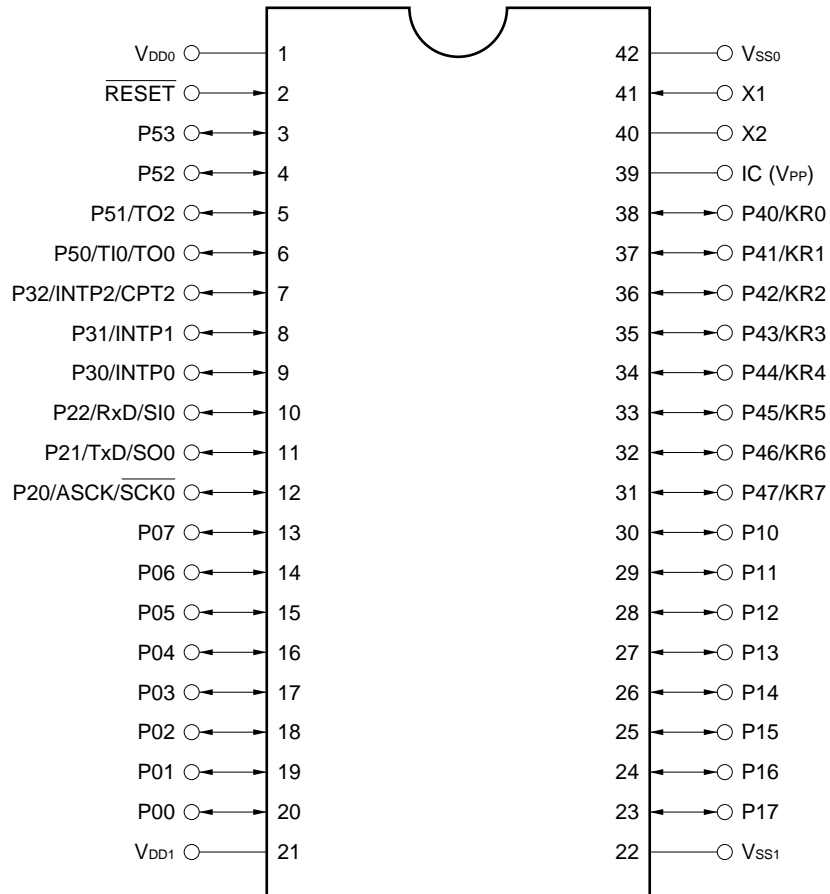 VDD0 1 42 VSS0
RESET 2 41 X1
P53 3 40 X2
P52 4 39 IC (VPP)
P51/TO2 5 38 P40/KR0
P50/TI0/TO0 6 37 P41/KR1
P32/INTP2/CPT2 7 36 P42/KR2
P31/INTP1 8 35 P43/KR3
P30/INTP0 9 34 P44/KR4
P22/RxD/SI0 10 33 P45/KR5
P21/TxD/SO0 11 32 P46/KR6
P20/ASCK/SCK0 12 31 P47/KR7
P07 13 30 P10
P06 14 29 P11
P05 15 28 P12
P04 16 27 P13
P03 17 26 P14
P02 18 25 P15
P01 19 24 P16
P00 20 23 P17
VDD1 21 22 VSS1